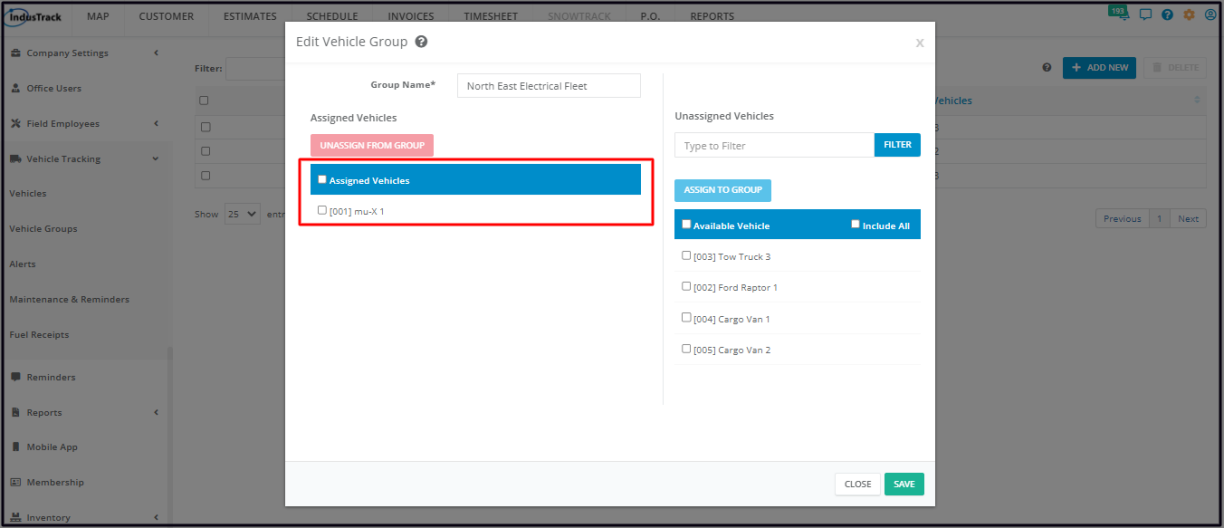 IndusTrack MAP CUSTOMER ESTIMATES SCHEDULE INVOICES TIMESHEET SNOWTRACK P.O. REPORTS 193
Company Settings
Office Users
Field Employees
Vehicle Tracking
Vehicles
Vehicle Groups
Alerts
Maintenance & Reminders
Fuel Receipts
Reminders
Reports
Mobile App
Membership
Inventory
Filter:
+ ADD NEW DELETE
Vehicles
3
2
3
Show 25 entr
Previous 1 Next
Edit Vehicle Group ?
x
Group Name* North East Electrical Fleet
Assigned Vehicles
UNASSIGN FROM GROUP
Assigned Vehicles
[001] mu-X 1
Unassigned Vehicles
Type to Filter FILTER
ASSIGN TO GROUP
Available Vehicle Include All
[003] Tow Truck 3
[002] Ford Raptor 1
[004] Cargo Van 1
[005] Cargo Van 2
CLOSE SAVE